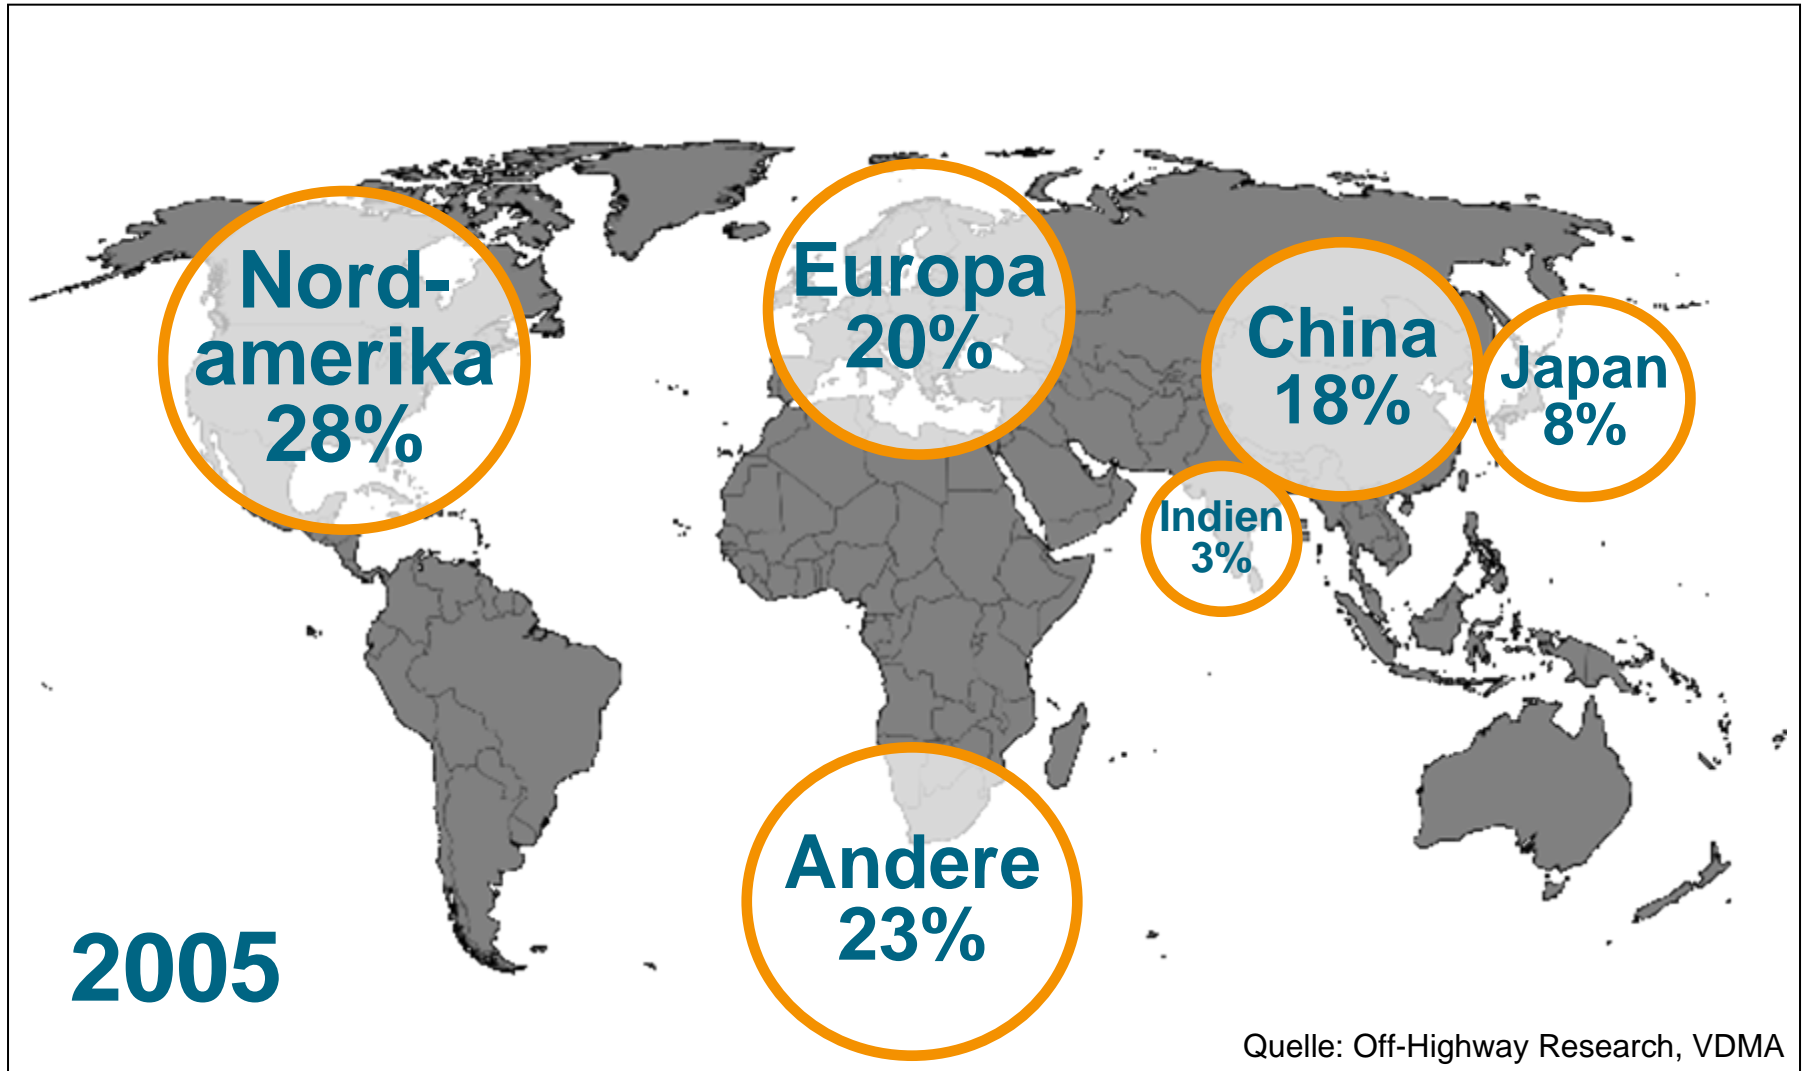 Nord-
amerika
28%
Europa
20%
China
18%
Japan
8%
Indien
3%
Andere
23%
2005
Quelle: Off-Highway Research, VDMA